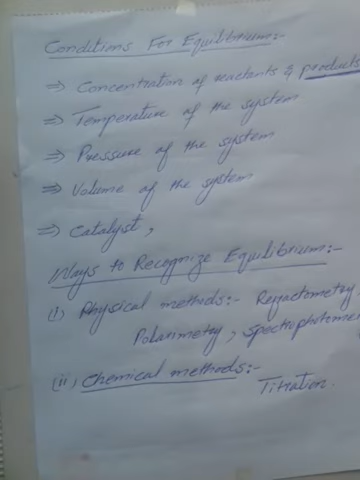 Conditions For Equilibrium:-
⇒ Concentration of reactants & products
⇒ Temperature of the system
⇒ Pressure of the system
⇒ Volume of the system
⇒ Catalyst,
Ways to Recognize Equilibrium:-
(i) Physical methods:- Refractometry
Polarimetry, Spectrophotome
(ii) Chemical methods:-
Titration.